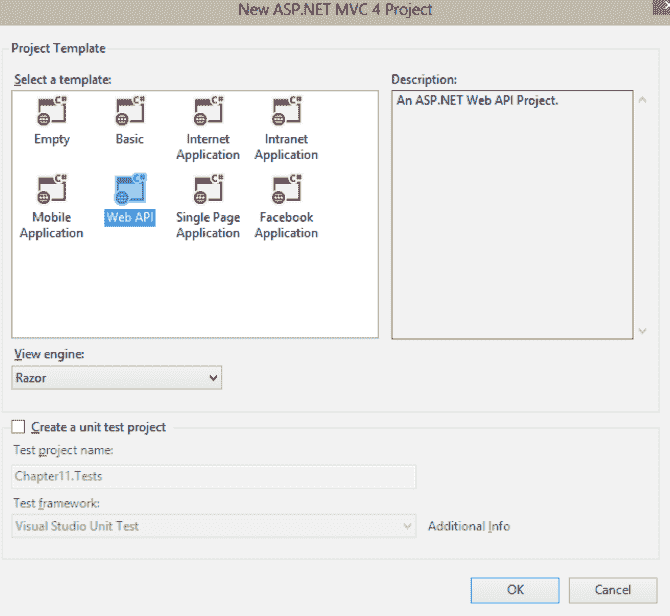 New ASP.NET MVC 4 Project
Project Template
Select a template:
Description:
C# C# C# C#
Empty
Basic
Internet Application
Intranet Application
An ASP.NET Web API Project.
C# C# C# C#
Mobile Application
Web API
Single Page Application
Facebook Application
View engine:
Razor
Create a unit test project
Test project name:
Chapter11.Tests
Test framework:
Visual Studio Unit Test
Additional Info
OK
Cancel